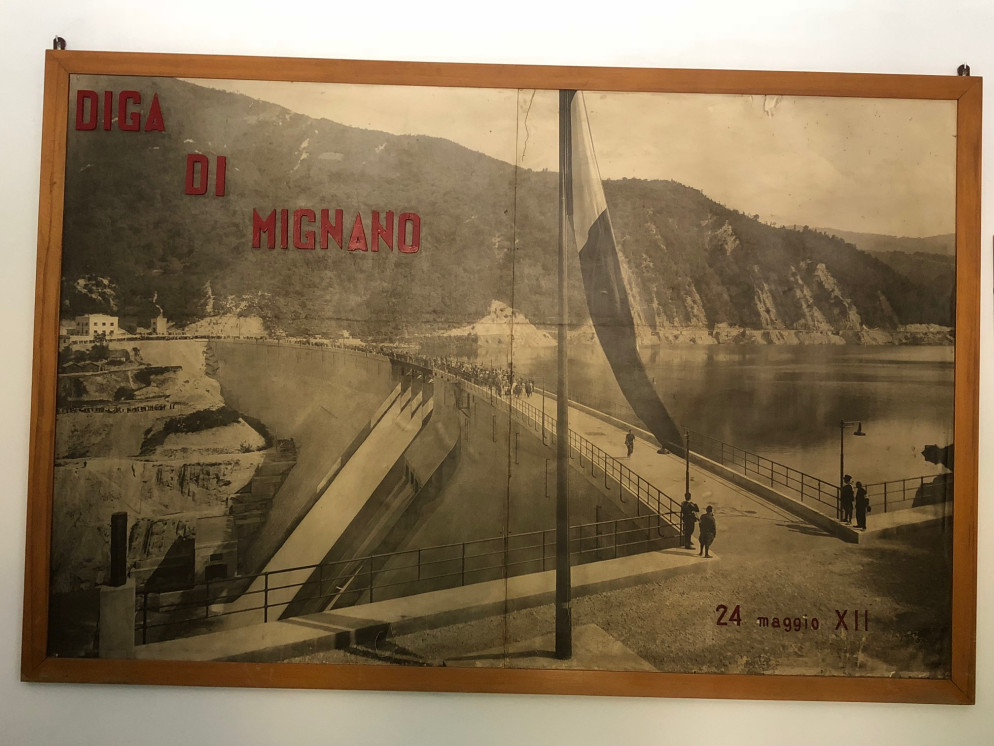 DIGA
DI
MIGNANO
24 maggio XII